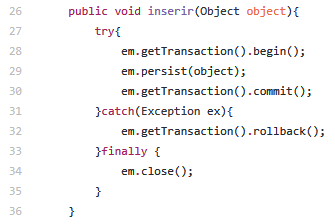 26 public void inserir(Object object){
27 try{
28 em.getTransaction().begin();
29 em.persist(object);
30 em.getTransaction().commit();
31 }catch(Exception ex){
32 em.getTransaction().rollback();
33 }finally {
34 em.close();
35 }
36 }